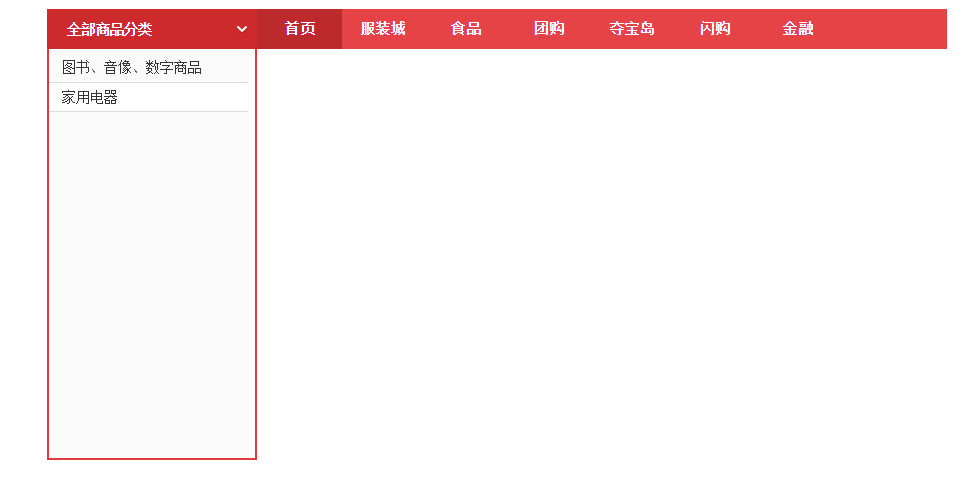 全部商品分类 首页 服装城 食品 团购 夺宝岛 闪购 金融
图书、音像、数字商品
家用电器